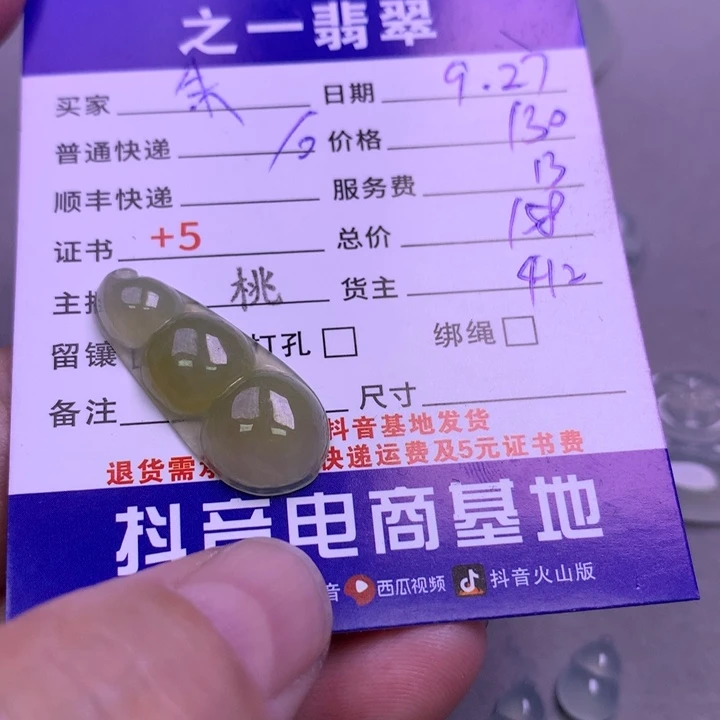 之一翡翠
买家 朱 日期 9.27
普通快递 10 价格 130
顺丰快递 服务费 13
证书 +5 总价 158
主 桃 货主 412
留镶 打孔 绑绳
备注 尺寸
抖音基地发货
退货需 快递运费及5元证书费
抖音电商基地
音 西瓜视频 抖音火山版